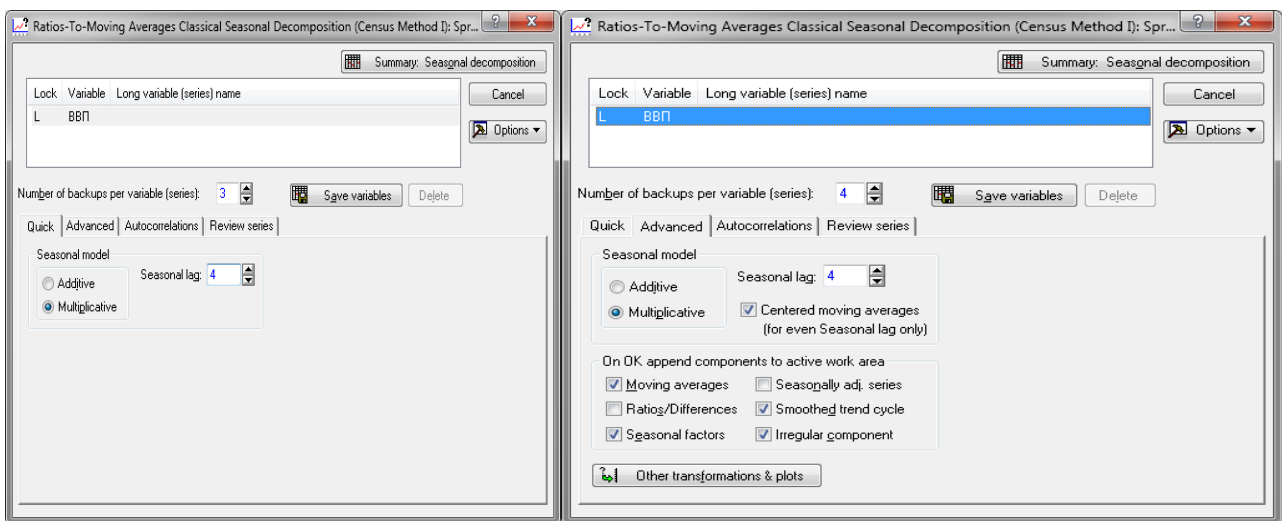 Ratios-To-Moving Averages Classical Seasonal Decomposition (Census Method I): Spr...
Summary: Seasonal decomposition
Lock Variable Long variable (series) name
Cancel
L ВВП
Options
Number of backups per variable (series): 3
Save variables
Delete
Quick Advanced Autocorrelations Review series
Seasonal model
Additive
Seasonal lag: 4
Multiplicative
Ratios-To-Moving Averages Classical Seasonal Decomposition (Census Method I): Spr...
Summary: Seasonal decomposition
Lock Variable Long variable (series) name
Cancel
L ВВП
Options
Number of backups per variable (series): 4
Save variables
Delete
Quick Advanced Autocorrelations Review series
Seasonal model
Additive
Seasonal lag: 4
Multiplicative
Centered moving averages
(for even Seasonal lag only)
On OK append components to active work area
Moving averages
Seasonally adj. series
Ratios/Differences
Smoothed trend cycle
Seasonal factors
Irregular component
Other transformations & plots